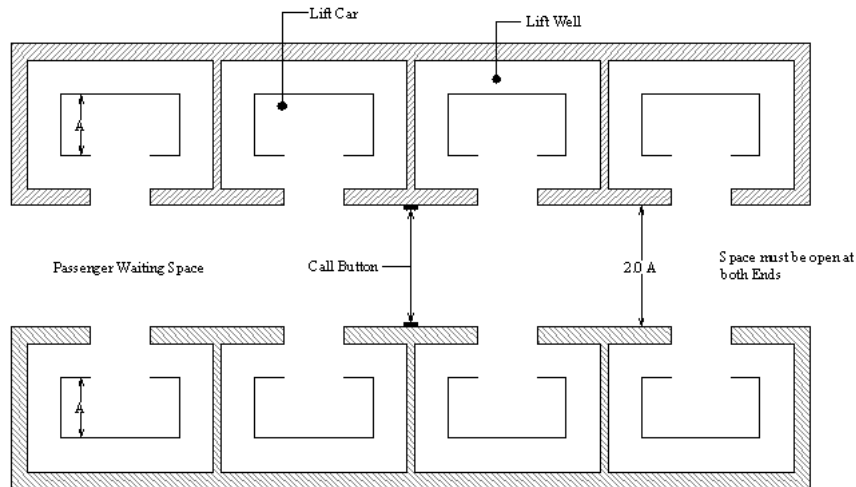 Lift Car
Lift Well
A
Passenger Waiting Space
Call Button
2.0 A
Space must be open at
both Ends
A